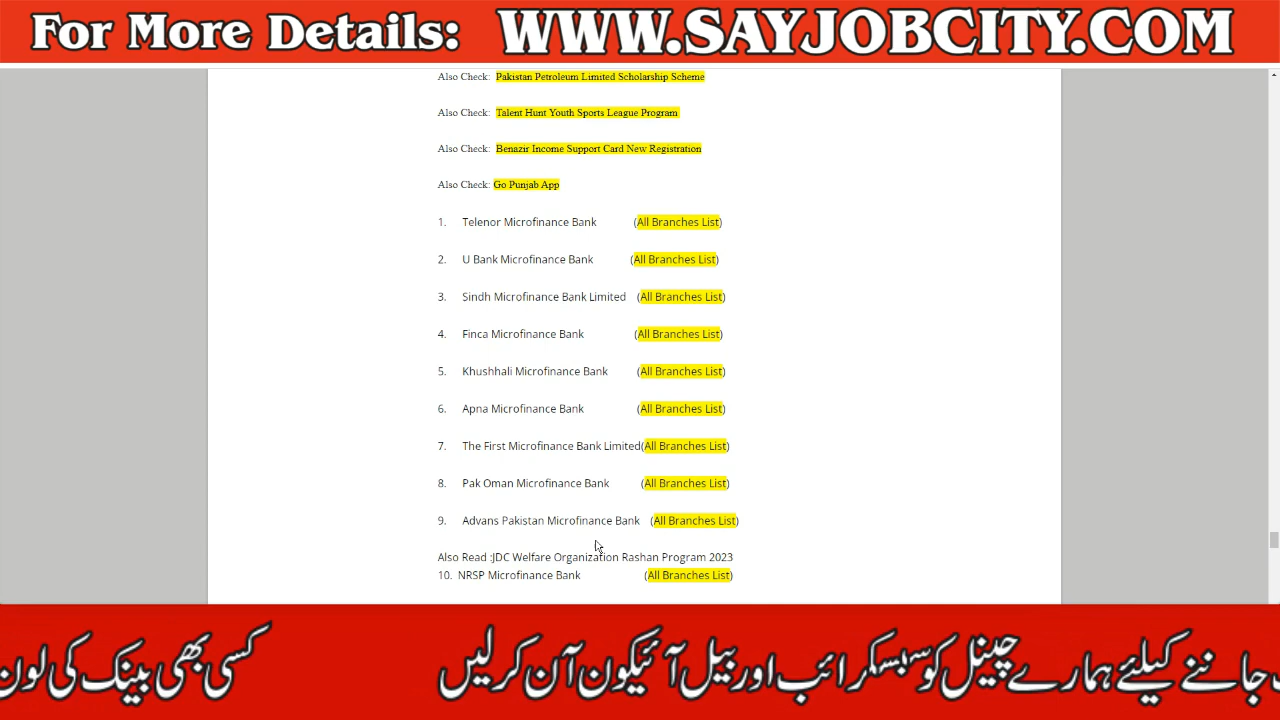 For More Details: WWW.SAYJOBCITY.COM
Also Check: Pakistan Petroleum Limited Scholarship Scheme
Also Check: Talent Hunt Youth Sports League Program
Also Check: Benazir Income Support Card New Registration
Also Check: Go Punjab App
1. Telenor Microfinance Bank (All Branches List)
2. U Bank Microfinance Bank (All Branches List)
3. Sindh Microfinance Bank Limited (All Branches List)
4. Finca Microfinance Bank (All Branches List)
5. Khushhali Microfinance Bank (All Branches List)
6. Apna Microfinance Bank (All Branches List)
7. The First Microfinance Bank Limited(All Branches List)
8. Pak Oman Microfinance Bank (All Branches List)
9. Advans Pakistan Microfinance Bank (All Branches List)
Also Read :JDC Welfare Organization Rashan Program 2023
10. NRSP Microfinance Bank (All Branches List)
جاننے کیلئے ہمارے چینل کو سبسکرائب اور بیل آئیکون آن کرلیں کسی بھی بینک کی لون